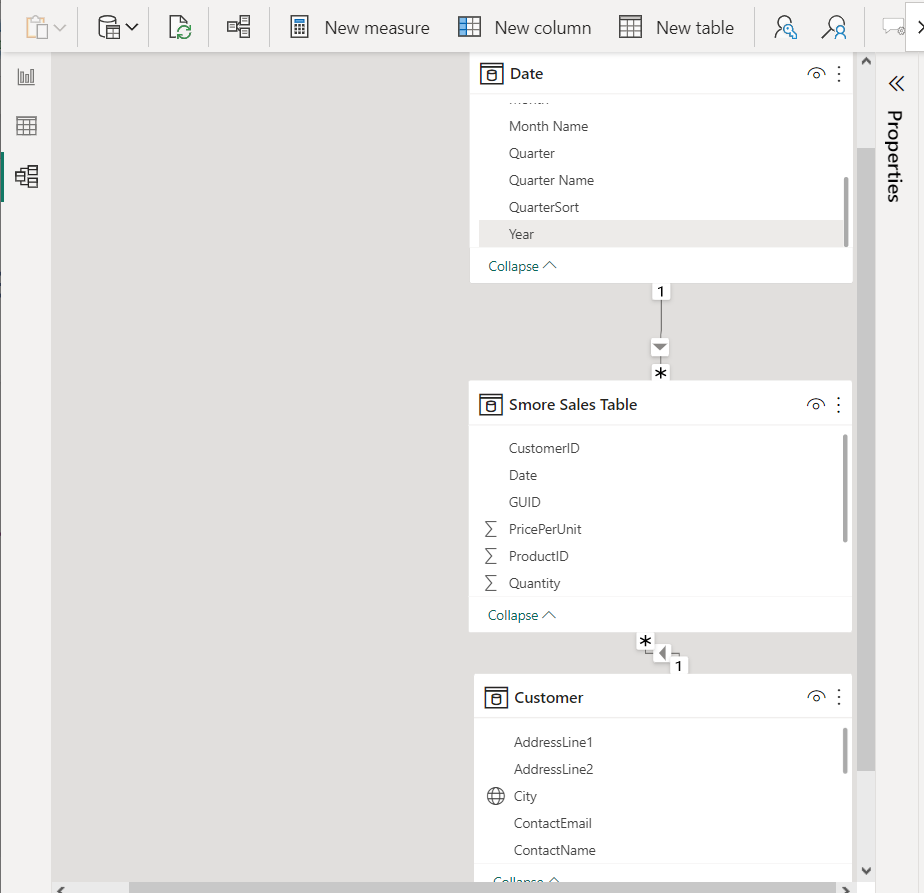 New measure
New column
New table
Properties
Date
Month Name
Quarter
Quarter Name
QuarterSort
Year
Collapse
1
*
Smore Sales Table
CustomerID
Date
GUID
PricePerUnit
ProductID
Quantity
Collapse
*
1
Customer
AddressLine1
AddressLine2
City
ContactEmail
ContactName
Collapse